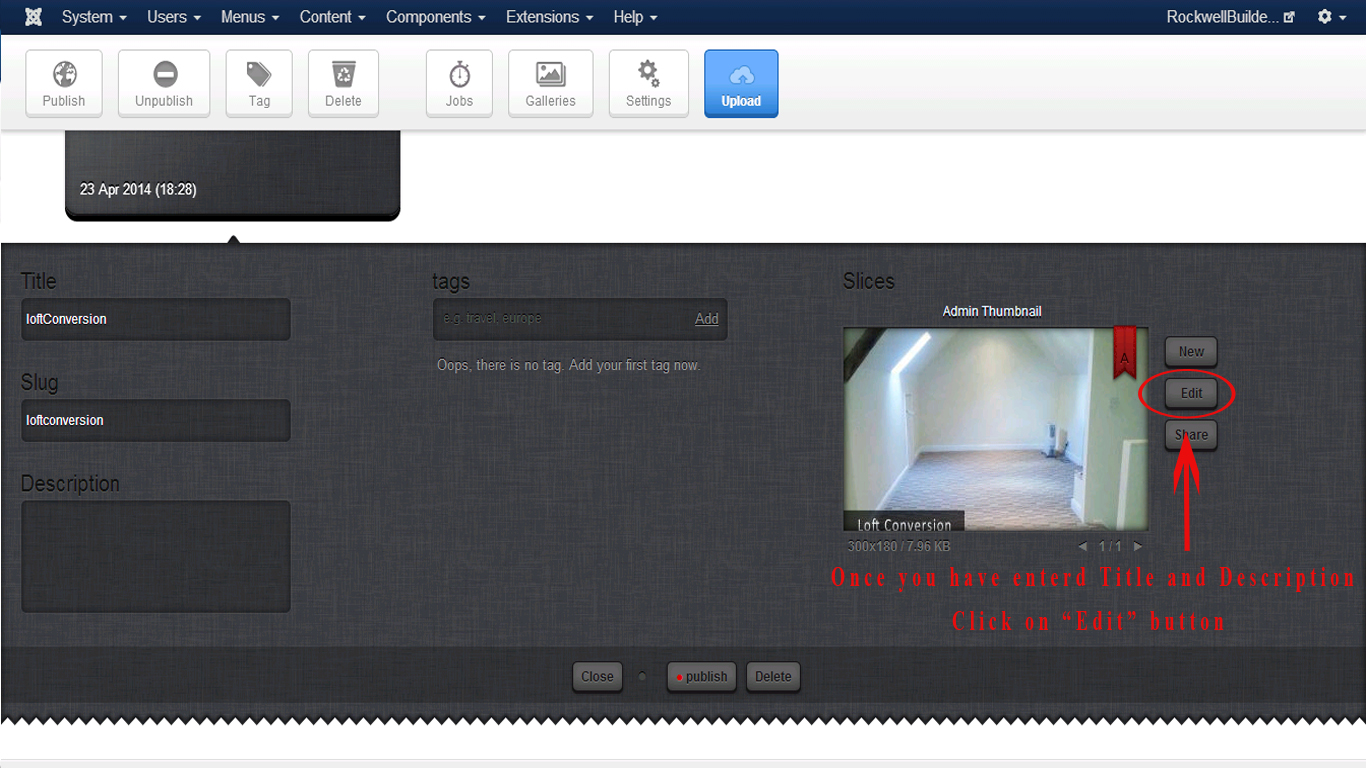 System Users Menus Content Components Extensions Help RockwellBuilde...
Publish Unpublish Tag Delete Jobs Galleries Settings Upload
23 Apr 2014 (18:28)
Title
loftConversion
Slug
loftconversion
Description
tags
e.g. travel, europe Add
Oops, there is no tag. Add your first tag now.
Slices
Admin Thumbnail
A
Loft Conversion
300x180 / 7.96 KB 1 / 1
New
Edit
Share
Once you have enterd Title and Description
Click on “Edit” button
Close publish Delete